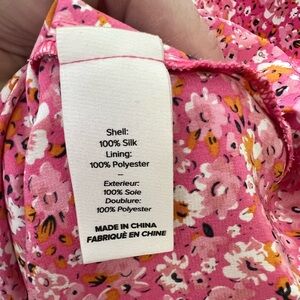 Shell:
100% Silk
Lining:
100% Polyester
–
Exterieur:
100% Soie
Doublure:
100% Polyester
MADE IN CHINA
FABRIQUÉ EN CHINE